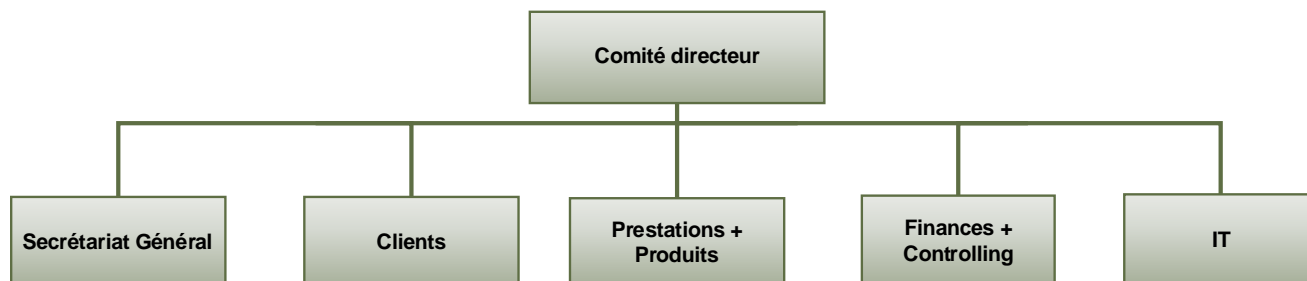 Comité directeur
Secrétariat Général
Clients
Prestations +
Produits
Finances +
Controlling
IT